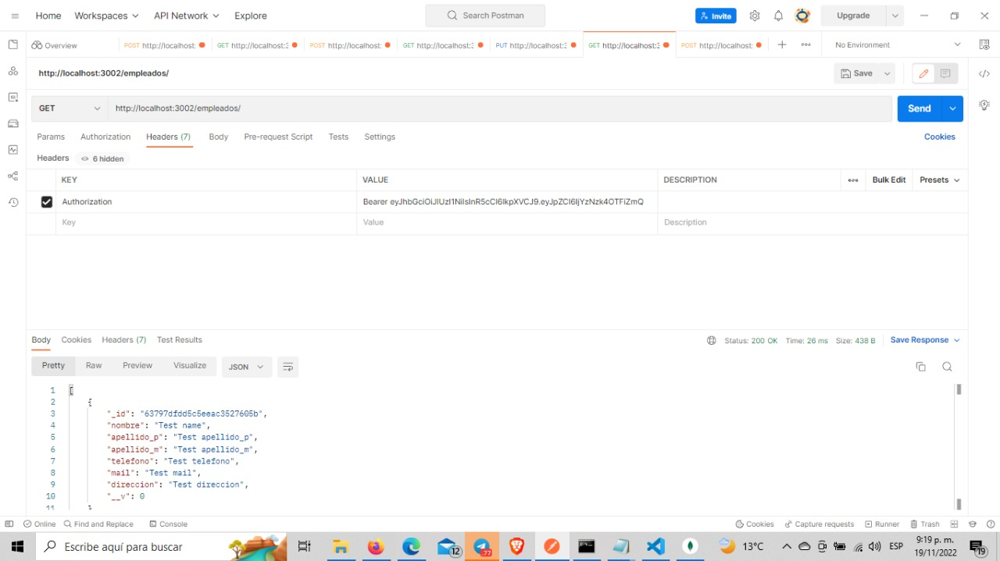 Home Workspaces API Network Explore Search Postman Invite Upgrade
Overview POST http://localhost: GET http://localhost:3 POST http://localhost: GET http://localhost:3 PUT http://localhost:3 GET http://localhost:3 POST http://localhost: No Environment
http://localhost:3002/empleados/ Save
GET http://localhost:3002/empleados/ Send
Params Authorization Headers (7) Body Pre-request Script Tests Settings Cookies
Headers 6 hidden
KEY VALUE DESCRIPTION Bulk Edit Presets
Authorization Bearer eyJhbGciOiJIUzI1NiIsInR5cCI6IkpXVCJ9.eyJpZCI6IjYzNzk4OTFiZmQ
Key Value Description
Body Cookies Headers (7) Test Results Status: 200 OK Time: 26 ms Size: 438 B Save Response
Pretty Raw Preview Visualize JSON
1 [
2 {
3 "_id": "63797dfdd5c5eeac3527605b",
4 "nombre": "Test name",
5 "apellido_p": "Test apellido_p",
6 "apellido_m": "Test apellido_m",
7 "telefono": "Test telefono",
8 "mail": "Test mail",
9 "direccion": "Test direccion",
10 "__v": 0
11 }
Online Find and Replace Console Cookies Capture requests Runner Trash
Escribe aquí para buscar 12 77 13°C ESP 9:19 p. m.
19/11/2022 19